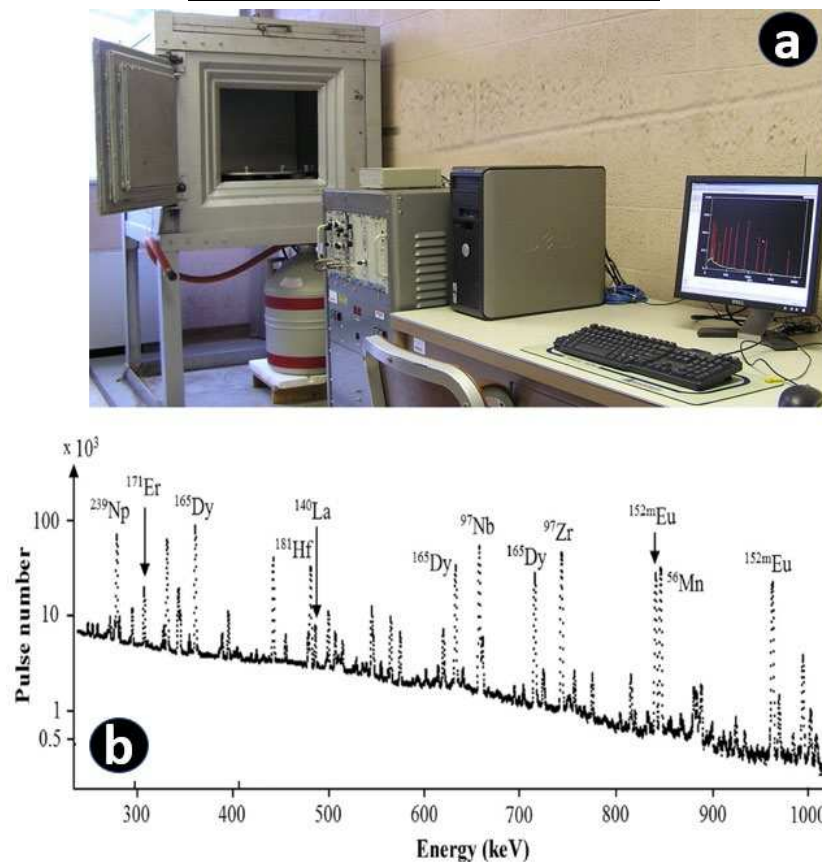 a
x 10³
Pulse number
100
10
1
0.5
²³⁹Np
¹⁷¹Er
¹⁶⁵Dy
¹⁸¹Hf
¹⁴⁰La
¹⁶⁵Dy
⁹⁷Nb
¹⁶⁵Dy
⁹⁷Zr
¹⁵²ᵐEu
⁵⁶Mn
¹⁵²ᵐEu
b
300 400 500 600 700 800 900 1000
Energy (keV)